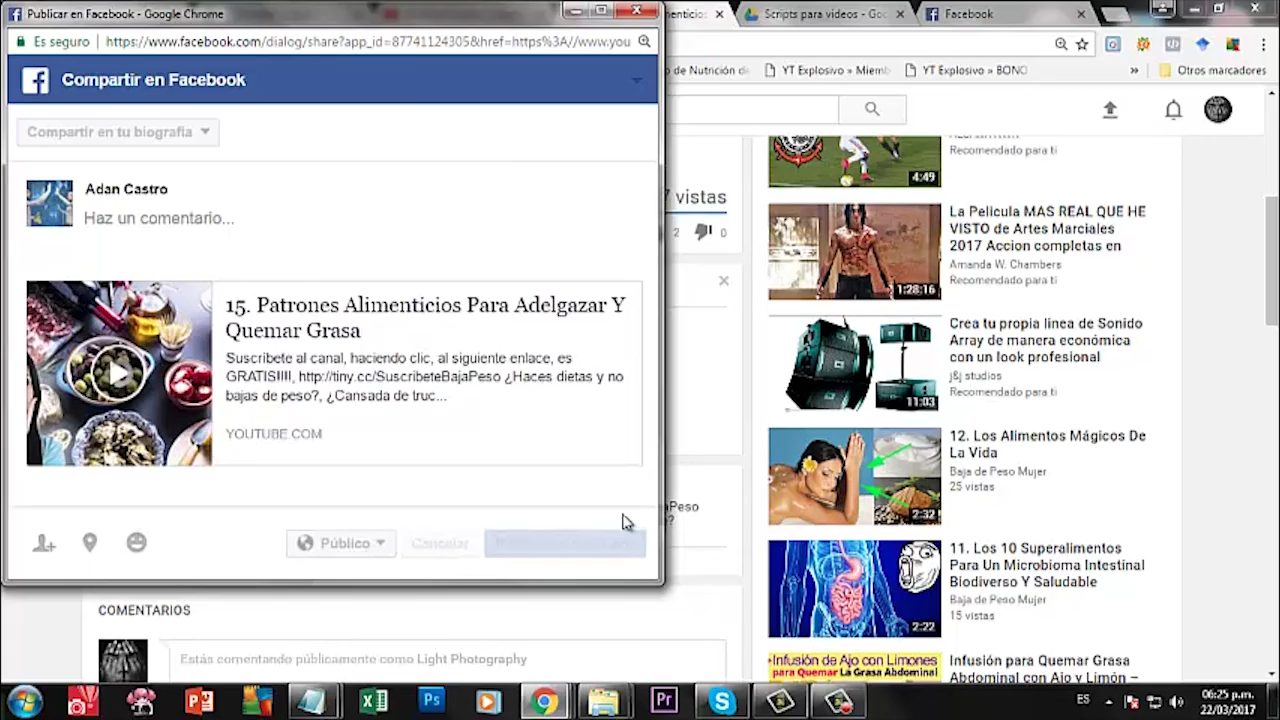 Publicar en Facebook - Google Chrome
Es seguro | https://www.facebook.com/dialog/share?app_id=87741124305&href=https%3A//www.you
Compartir en Facebook
Compartir en tu biografía
Adan Castro
Haz un comentario...
15. Patrones Alimenticios Para Adelgazar Y
Quemar Grasa
Suscribete al canal, haciendo clic, al siguiente enlace, es
GRATIS!!!!, http://tiny.cc/SuscribeteBajaPeso ¿Haces dietas y no
bajas de peso?, ¿Cansada de truc...
YOUTUBE.COM
Público
Cancelar
COMENTARIOS
Estás comentando públicamente como Light Photography
Scripts para videos - Goo
Facebook
de Nutrición de
YT Explosivo » Miemb
YT Explosivo » BONO
»
Otros marcadores
vistas
2
0
4:49
Recomendado para ti
La Pelicula MAS REAL QUE HE
VISTO de Artes Marciales
2017 Accion completas en
Amanda W. Chambers
1:28:16
Crea tu propia linea de Sonido
Array de manera económica
con un look profesional
j&j studios
Recomendado para ti
11:03
12. Los Alimentos Mágicos De
La Vida
Baja de Peso Mujer
25 vistas
2:32
11. Los 10 Superalimentos
Para Un Microbioma Intestinal
Biodiverso Y Saludable
Baja de Peso Mujer
15 vistas
2:22
Infusión de Ajo con Limones
para Quemar La Grasa Abdominal
Infusión para Quemar Grasa
Abdominal con Ajo y Limón –
ES
06:25 p.m.
22/03/2017